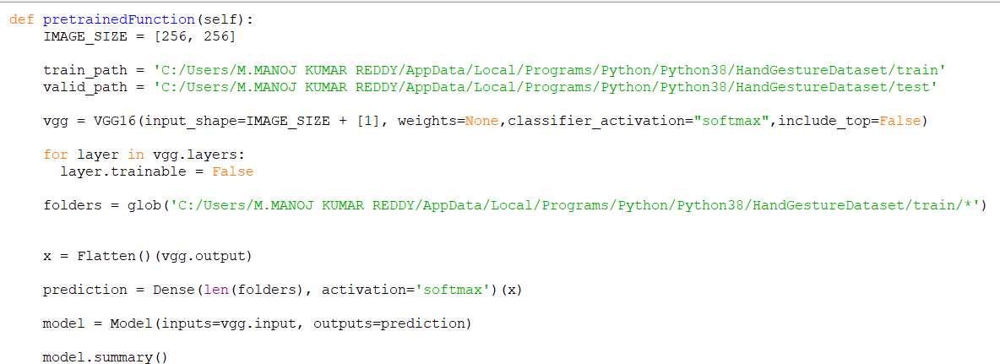 def pretrainedFunction(self):
    IMAGE_SIZE = [256, 256]
    train_path = 'C:/Users/M.MANOJ KUMAR REDDY/AppData/Local/Programs/Python/Python38/HandGestureDataset/train'
    valid_path = 'C:/Users/M.MANOJ KUMAR REDDY/AppData/Local/Programs/Python/Python38/HandGestureDataset/test'
    vgg = VGG16(input_shape=IMAGE_SIZE + [1], weights=None,classifier_activation="softmax",include_top=False)
    for layer in vgg.layers:
      layer.trainable = False
    folders = glob('C:/Users/M.MANOJ KUMAR REDDY/AppData/Local/Programs/Python/Python38/HandGestureDataset/train/*')
    x = Flatten()(vgg.output)
    prediction = Dense(len(folders), activation='softmax')(x)
    model = Model(inputs=vgg.input, outputs=prediction)
    model.summary()